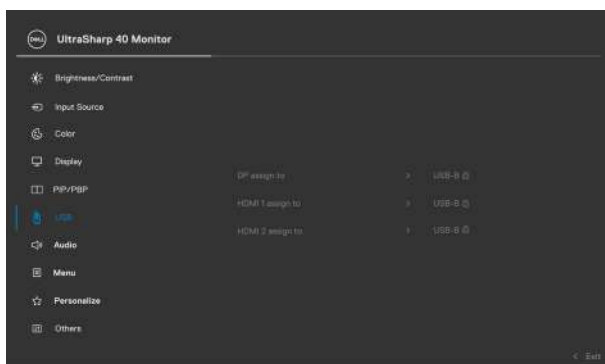 DELL UltraSharp 40 Monitor
Brightness/Contrast
Input Source
Color
Display
DP assign to > USB-B
PIP/PBP
HDMI 1 assign to > USB-B
USB
HDMI 2 assign to > USB-B
Audio
Menu
Personalize
Others
< Exit